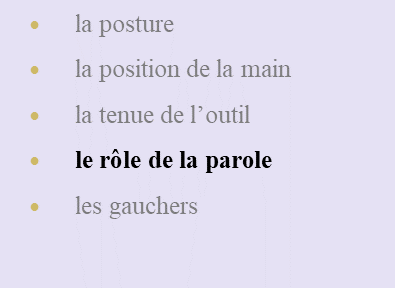 • la posture
• la position de la main
• la tenue de l’outil
• le rôle de la parole
• les gauchers